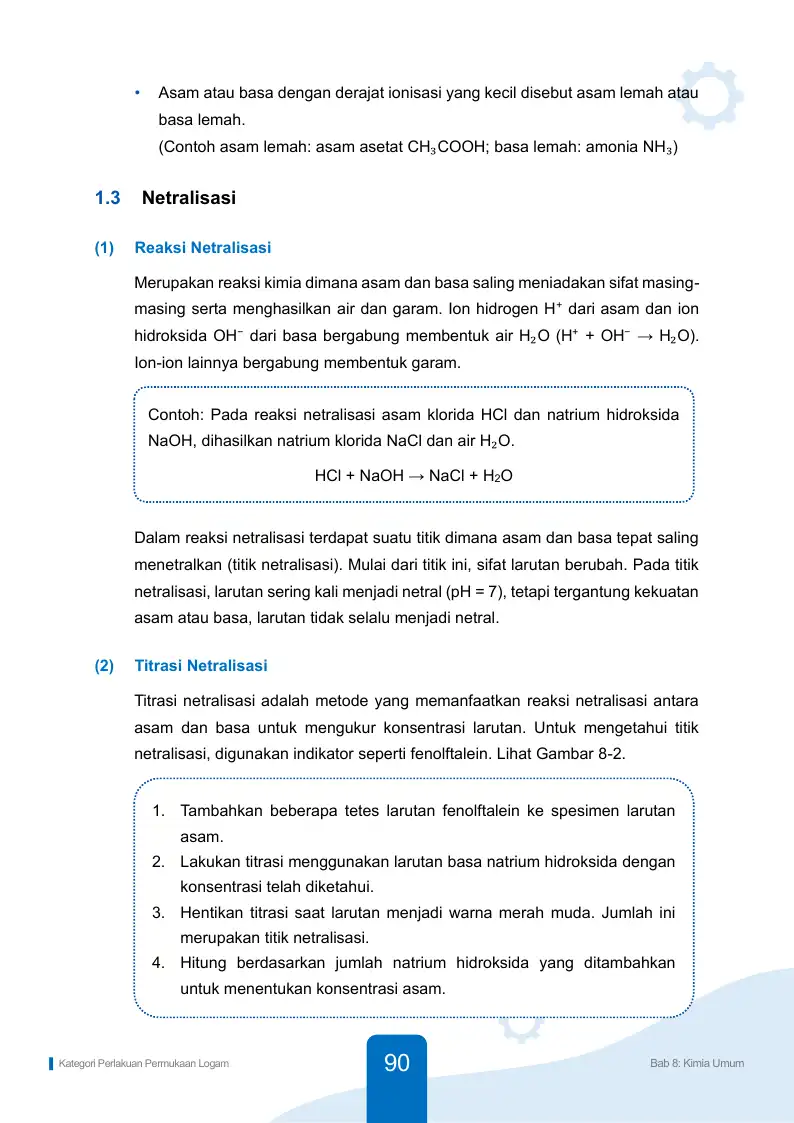 • Asam atau basa dengan derajat ionisasi yang kecil disebut asam lemah atau
basa lemah.
(Contoh asam lemah: asam asetat CH₃COOH; basa lemah: amonia NH₃)
1.3 Netralisasi
(1) Reaksi Netralisasi
Merupakan reaksi kimia dimana asam dan basa saling meniadakan sifat masing-
masing serta menghasilkan air dan garam. Ion hidrogen H⁺ dari asam dan ion
hidroksida OH⁻ dari basa bergabung membentuk air H₂O (H⁺ + OH⁻ → H₂O).
Ion-ion lainnya bergabung membentuk garam.
Contoh: Pada reaksi netralisasi asam klorida HCl dan natrium hidroksida
NaOH, dihasilkan natrium klorida NaCl dan air H₂O.
HCl + NaOH → NaCl + H₂O
Dalam reaksi netralisasi terdapat suatu titik dimana asam dan basa tepat saling
menetralkan (titik netralisasi). Mulai dari titik ini, sifat larutan berubah. Pada titik
netralisasi, larutan sering kali menjadi netral (pH = 7), tetapi tergantung kekuatan
asam atau basa, larutan tidak selalu menjadi netral.
(2) Titrasi Netralisasi
Titrasi netralisasi adalah metode yang memanfaatkan reaksi netralisasi antara
asam dan basa untuk mengukur konsentrasi larutan. Untuk mengetahui titik
netralisasi, digunakan indikator seperti fenolftalein. Lihat Gambar 8-2.
1. Tambahkan beberapa tetes larutan fenolftalein ke spesimen larutan
asam.
2. Lakukan titrasi menggunakan larutan basa natrium hidroksida dengan
konsentrasi telah diketahui.
3. Hentikan titrasi saat larutan menjadi warna merah muda. Jumlah ini
merupakan titik netralisasi.
4. Hitung berdasarkan jumlah natrium hidroksida yang ditambahkan
untuk menentukan konsentrasi asam.
Kategori Perlakuan Permukaan Logam
90
Bab 8: Kimia Umum